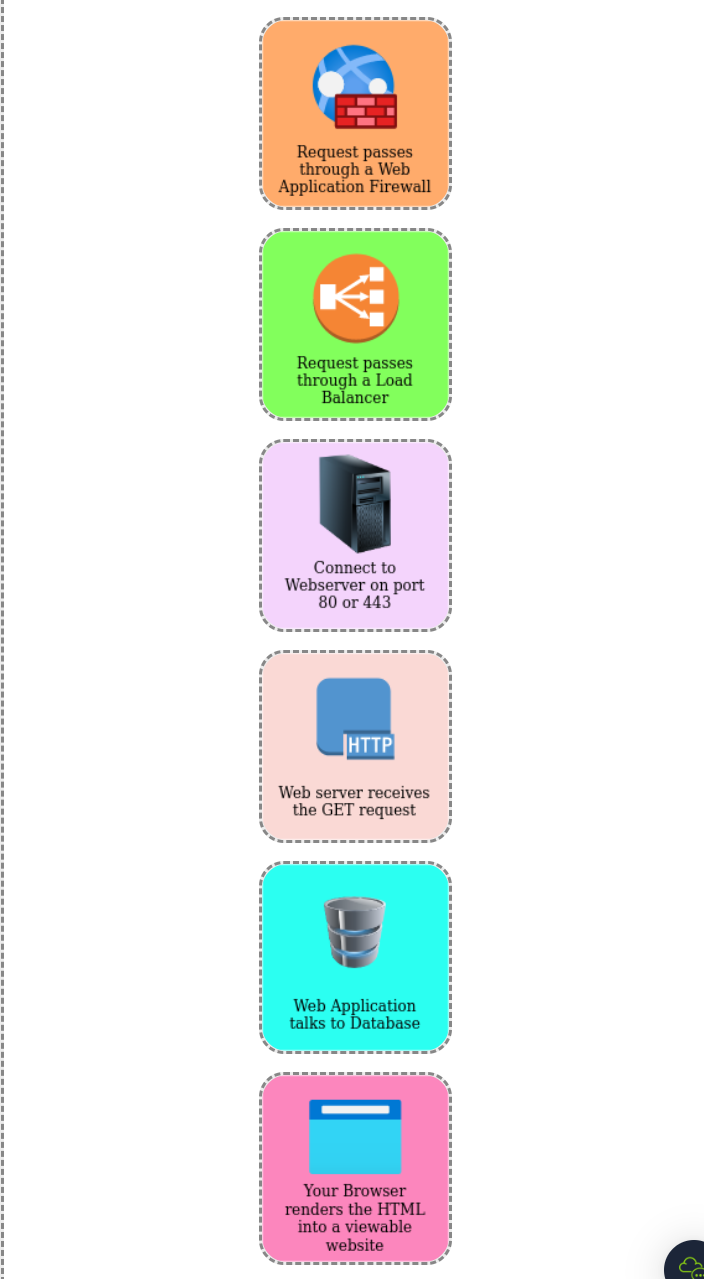 Request passes
through a Web
Application Firewall
Request passes
through a Load
Balancer
Connect to
Webserver on port
80 or 443
HTTP
Web server receives
the GET request
Web Application
talks to Database
Your Browser
renders the HTML
into a viewable
website